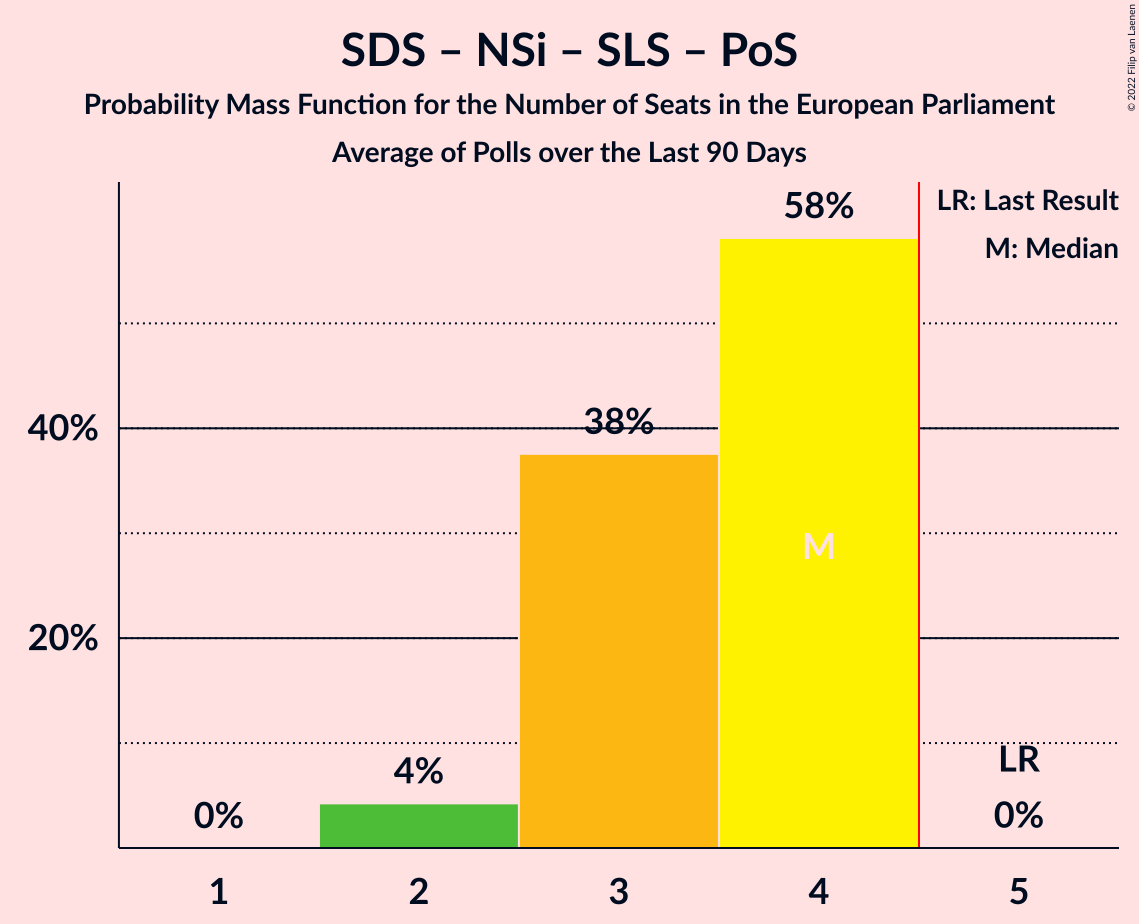 SDS – NSi – SLS – PoS
Probability Mass Function for the Number of Seats in the European Parliament
Average of Polls over the Last 90 Days
© 2022 Filip van Laenen
LR: Last Result
M: Median
58%
40%
38%
M
20%
4%
LR
0%
0%
1 2 3 4 5